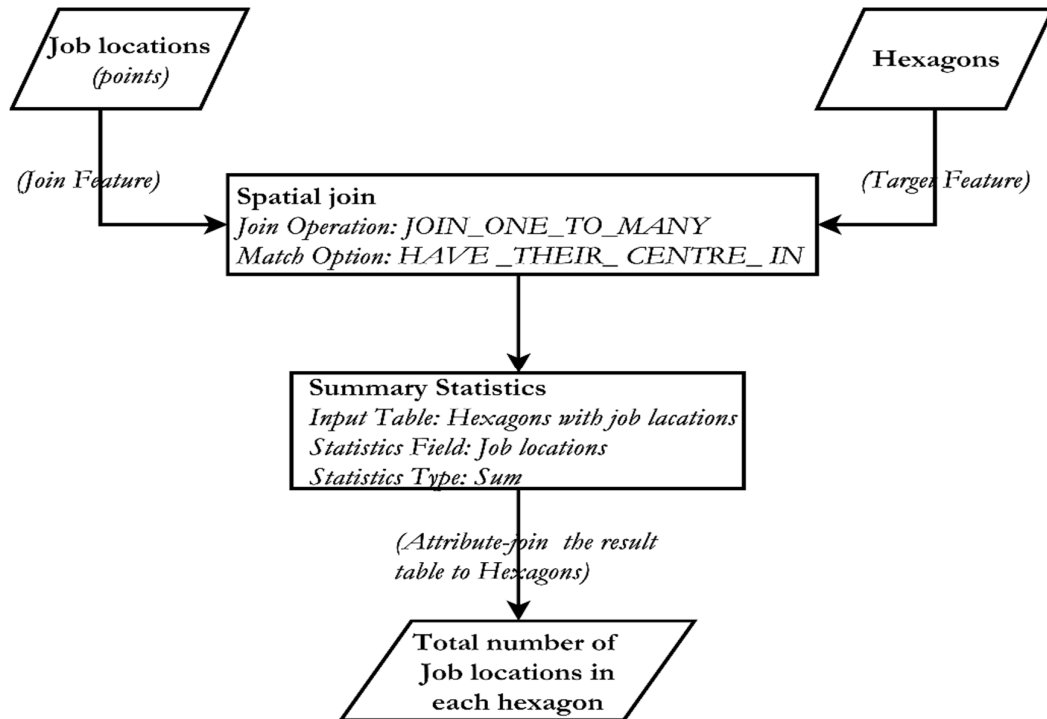 Job locations
(points)
Hexagons
(Join Feature)
(Target Feature)
Spatial join
Join Operation: JOIN_ONE_TO_MANY
Match Option: HAVE _THEIR_ CENTRE_ IN
Summary Statistics
Input Table: Hexagons with job lacations
Statistics Field: Job locations
Statistics Type: Sum
(Attribute-join the result
table to Hexagons)
Total number of
Job locations in
each hexagon